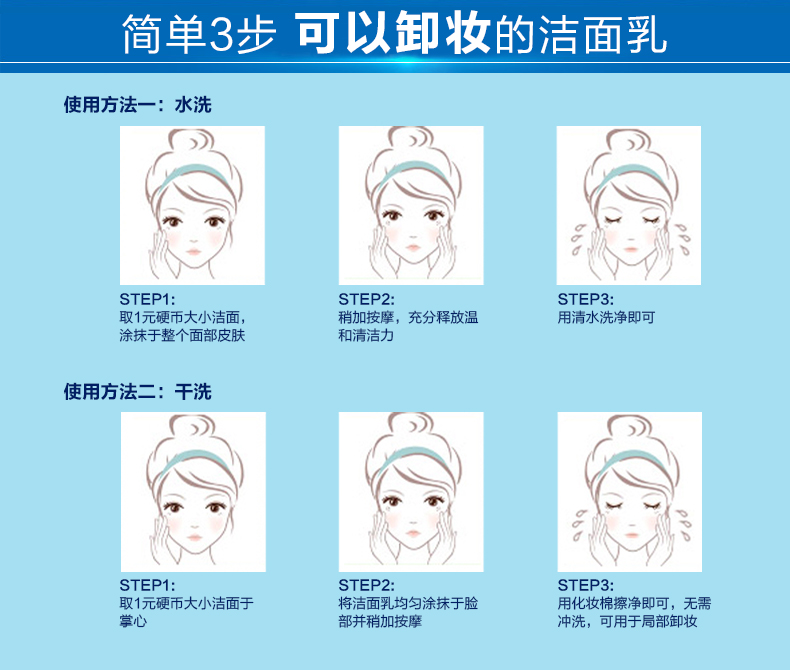 简单3步 可以卸妆的洁面乳
使用方法一：水洗
STEP1:
取1元硬币大小洁面，
涂抹于整个面部皮肤
STEP2:
稍加按摩，充分释放温
和清洁力
STEP3:
用清水洗净即可
使用方法二：干洗
STEP1:
取1元硬币大小洁面于
掌心
STEP2:
将洁面乳均匀涂抹于脸
部并稍加按摩
STEP3:
用化妆棉擦净即可，无需
冲洗，可用于局部卸妆